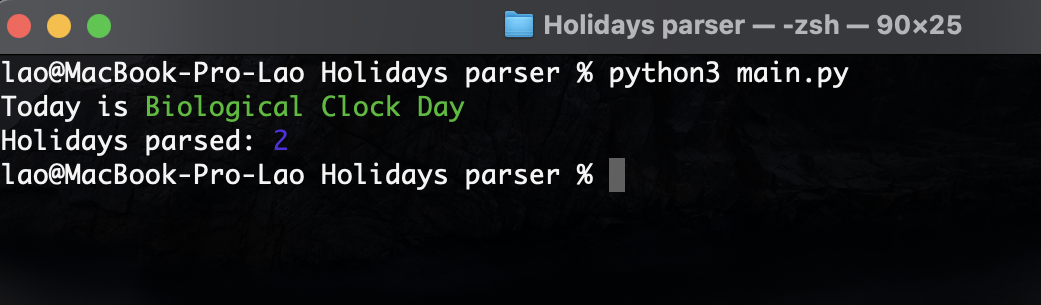 Holidays parser — -zsh — 90×25
lao@MacBook-Pro-Lao Holidays parser % python3 main.py
Today is Biological Clock Day
Holidays parsed: 2
lao@MacBook-Pro-Lao Holidays parser %